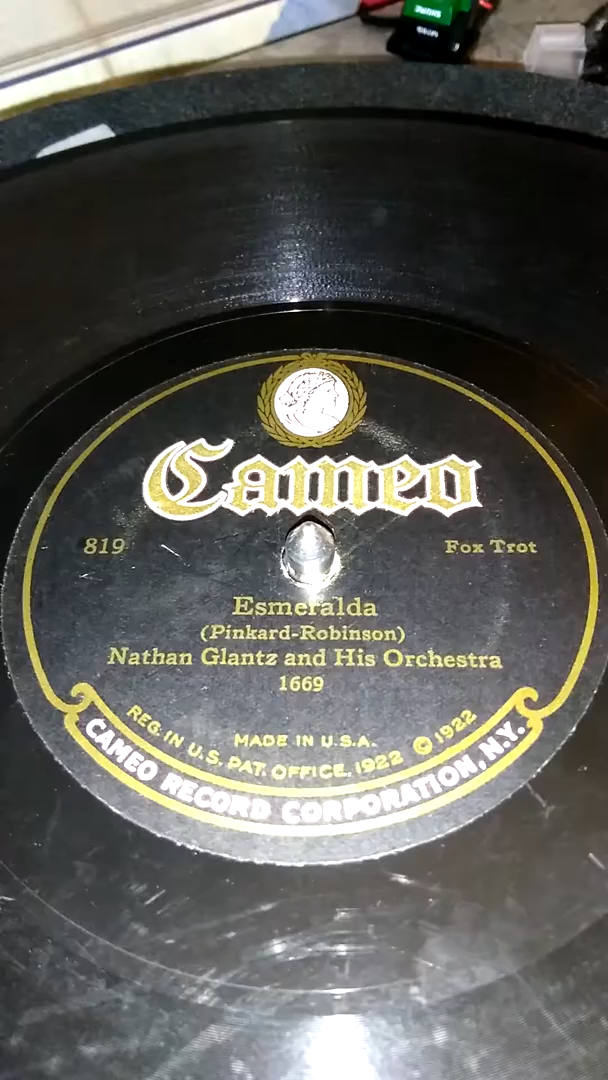 SHURE
Cameo
819
Fox Trot
Esmeralda
(Pinkard-Robinson)
Nathan Glantz and His Orchestra
1669
MADE IN U.S.A.
REG. IN U.S. PAT. OFFICE, 1922 © 1922
CAMEO RECORD CORPORATION, N.Y.